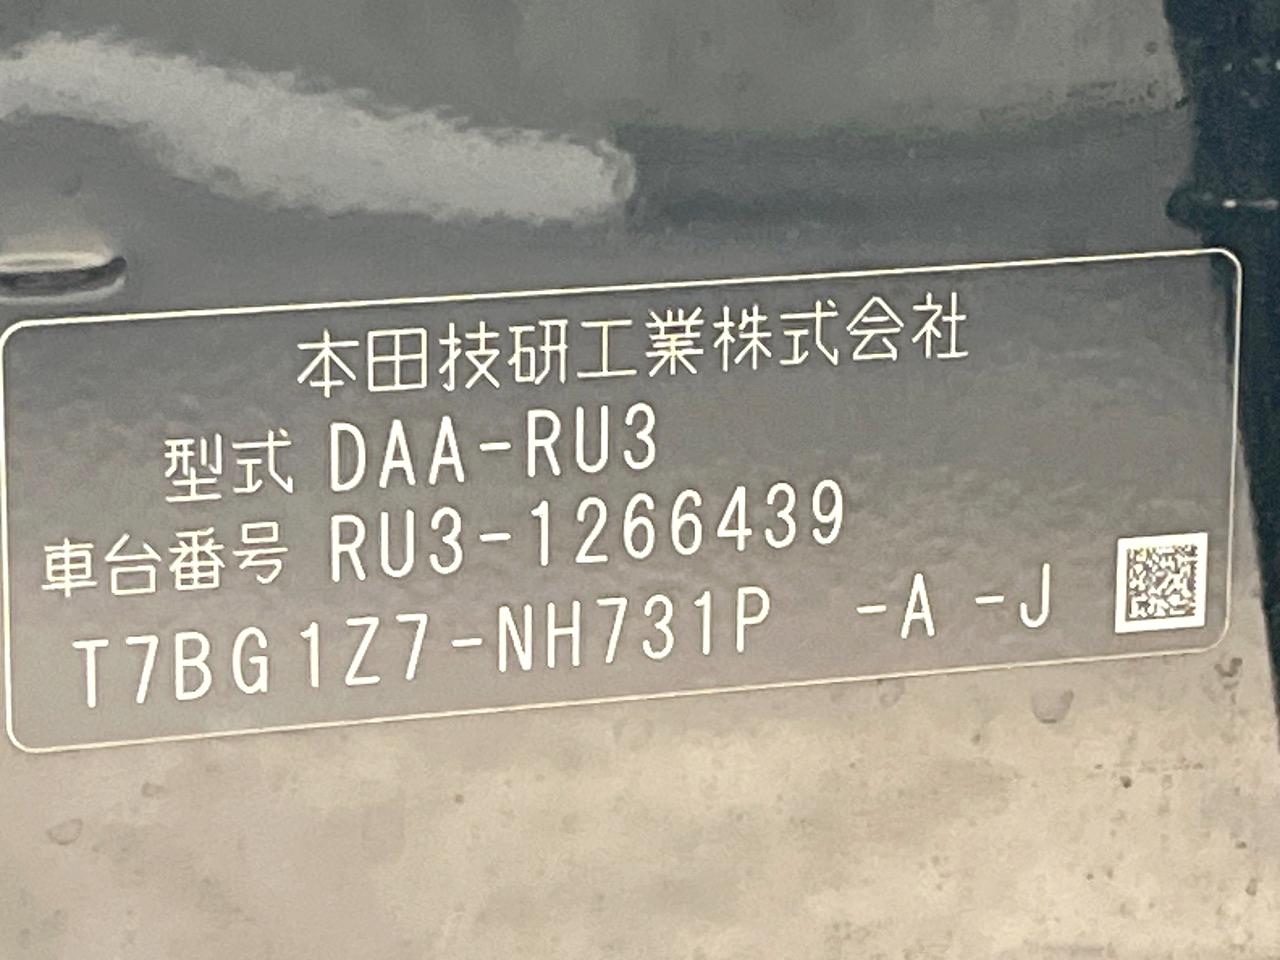 本田技研工業株式会社
型式 DAA-RU3
車台番号 RU3-1266439
T7BG1Z7-NH731P -A -J